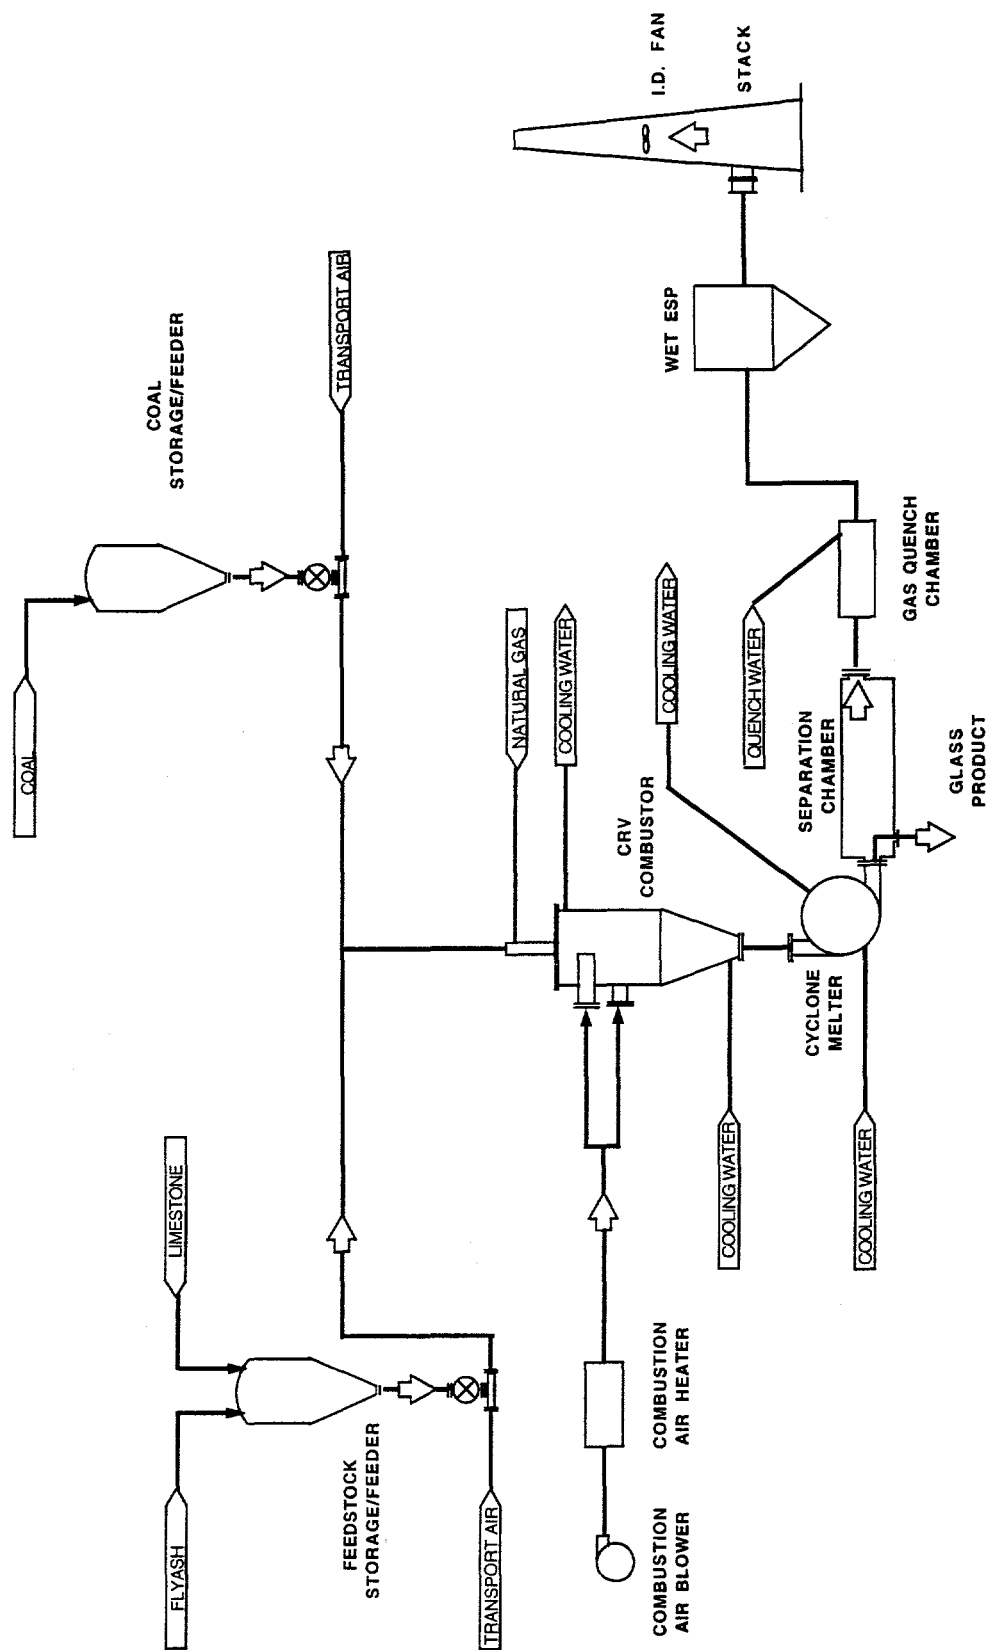 FLYASH
LIMESTONE
FEEDSTOCK
STORAGE/FEEDER
TRANSPORT AIR
COAL
COAL
STORAGE/FEEDER
TRANSPORT AIR
NATURAL GAS
COOLING WATER
COMBUSTION
AIR BLOWER
COMBUSTION
AIR HEATER
CRV
COMBUSTOR
COOLING WATER
COOLING WATER
CYCLONE
MELTER
COOLING WATER
QUENCH WATER
SEPARATION
CHAMBER
GLASS
PRODUCT
GAS QUENCH
CHAMBER
WET ESP
I.D. FAN
STACK